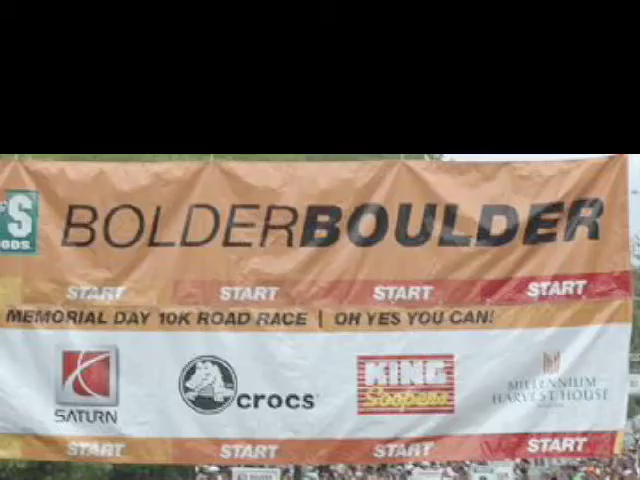 'S
ODS.
BOLDERBOULDER
START START START START
MEMORIAL DAY 10K ROAD RACE | OH YES YOU CAN!
SATURN
crocs
KING
Soopers
MILLENNIUM
HARVEST HOUSE
START START START START